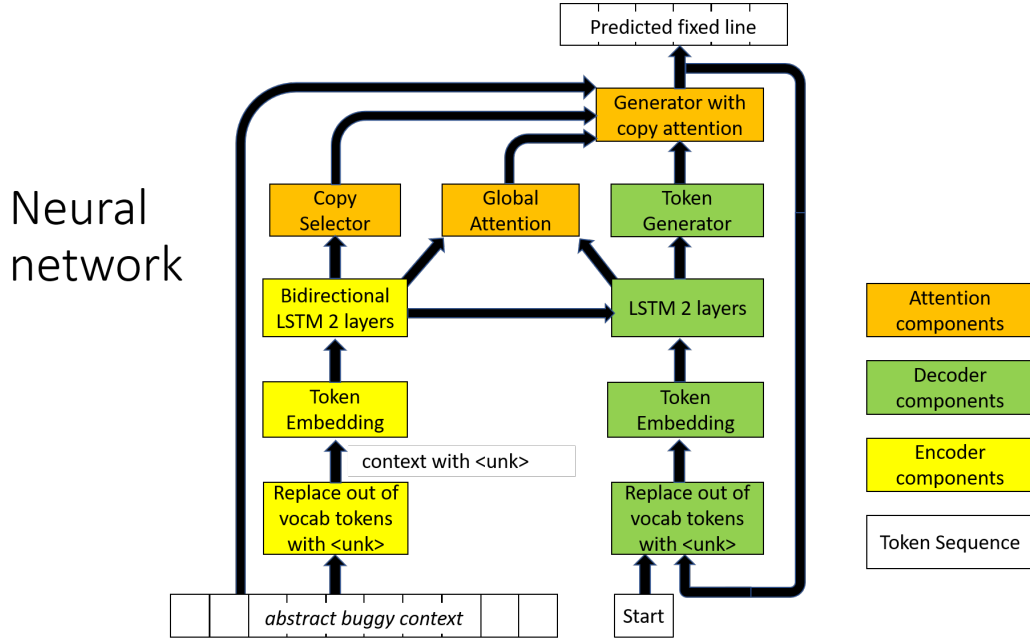 Predicted fixed line
Generator with
copy attention
Neural
network
Copy
Selector
Global
Attention
Token
Generator
Bidirectional
LSTM 2 layers
LSTM 2 layers
Attention
components
Token
Embedding
Token
Embedding
Decoder
components
context with <unk>
Encoder
components
Replace out of
vocab tokens
with <unk>
Replace out of
vocab tokens
with <unk>
Token Sequence
abstract buggy context
Start